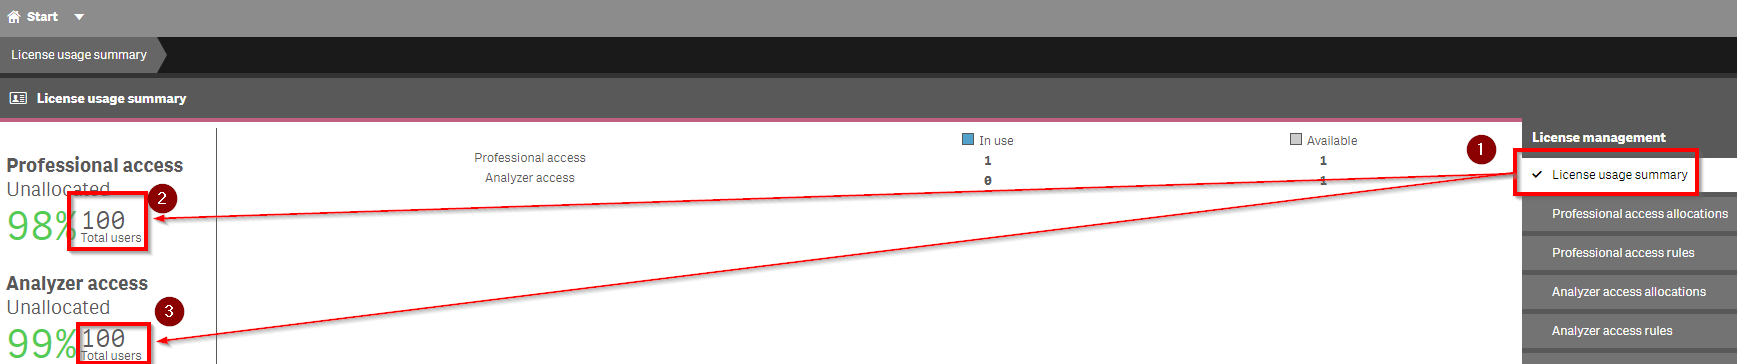 Start
License usage summary
License usage summary
Professional access
Unallocated
98% 100
Total users
Analyzer access
Unallocated
99% 100
Total users
In use Available
Professional access 1 1
Analyzer access 0 1
1
2
3
License management
License usage summary
Professional access allocations
Professional access rules
Analyzer access allocations
Analyzer access rules